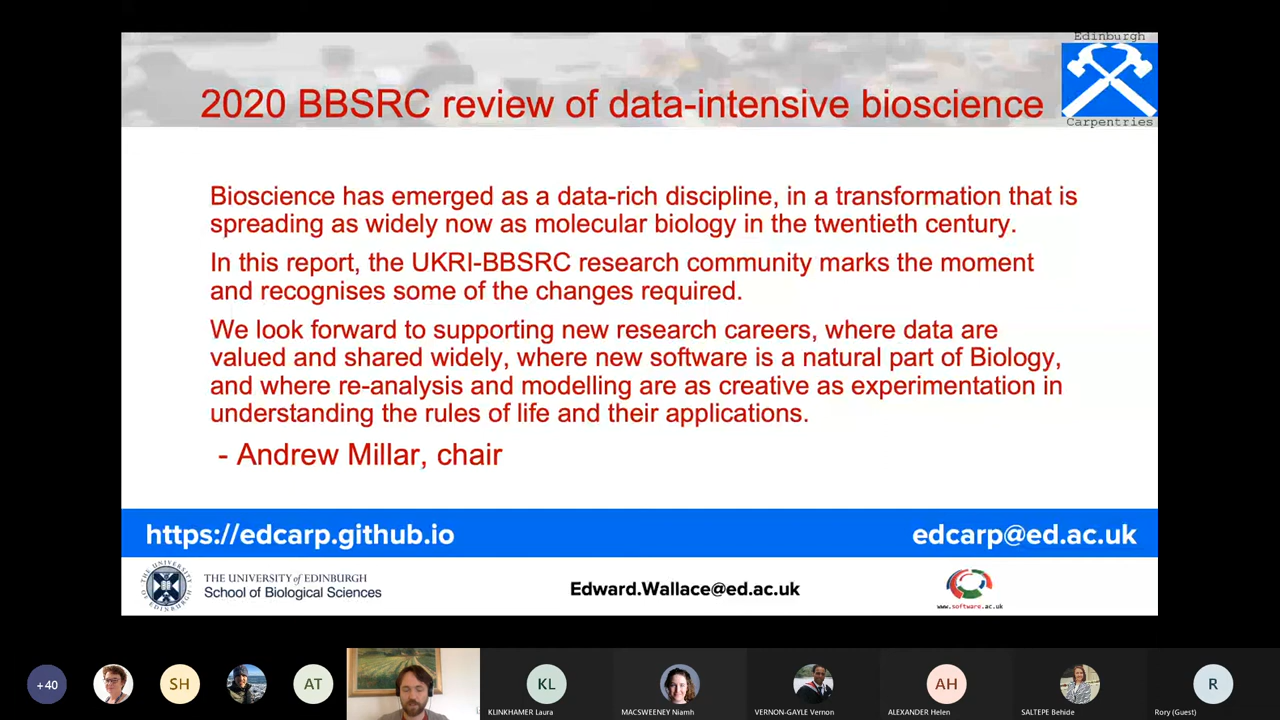 Edinburgh
2020 BBSRC review of data-intensive bioscience
Carpentries
Bioscience has emerged as a data-rich discipline, in a transformation that is
spreading as widely now as molecular biology in the twentieth century.
In this report, the UKRI-BBSRC research community marks the moment
and recognises some of the changes required.
We look forward to supporting new research careers, where data are
valued and shared widely, where new software is a natural part of Biology,
and where re-analysis and modelling are as creative as experimentation in
understanding the rules of life and their applications.
- Andrew Millar, chair
https://edcarp.github.io
edcarp@ed.ac.uk
THE UNIVERSITY of EDINBURGH
School of Biological Sciences
Edward.Wallace@ed.ac.uk
www.software.ac.uk
+40
SH
AT
KL
AH
R
KLINKHAMER Laura
MACSWEENEY Niamh
VERNON-GAYLE Vernon
ALEXANDER Helen
SALTEPE Behide
Rory (Guest)